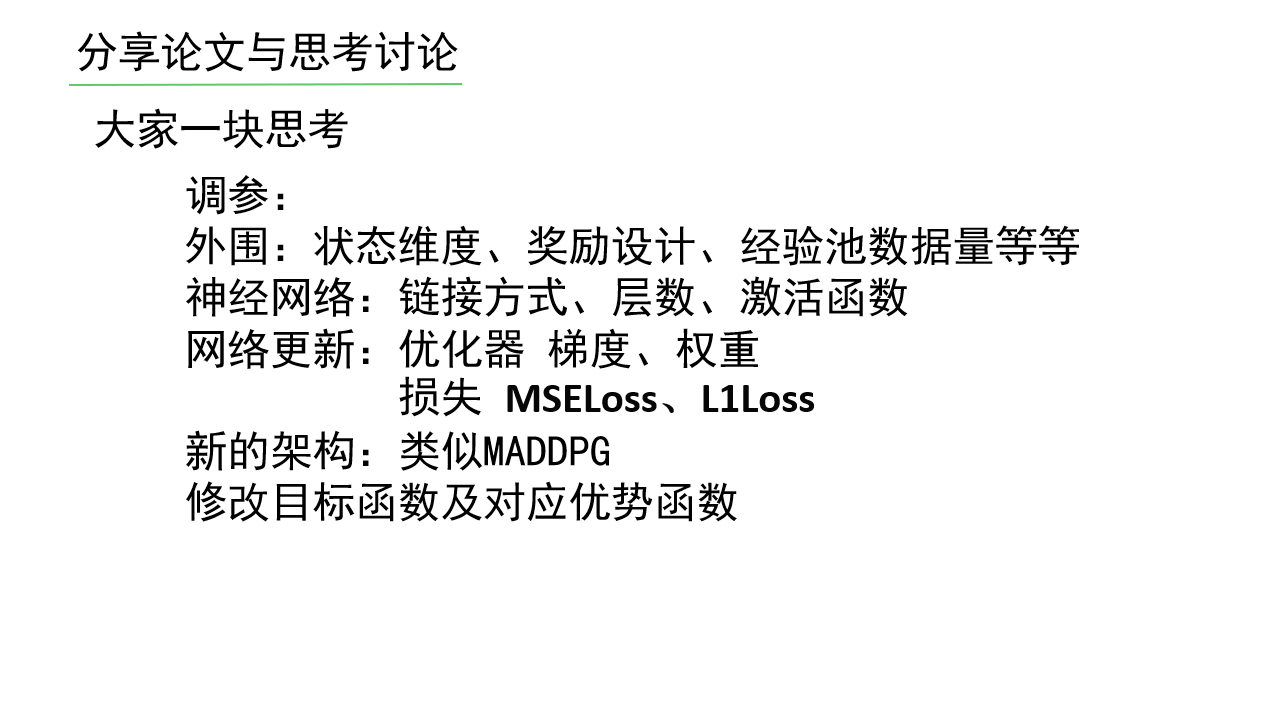 分享论文与思考讨论
大家一块思考
调参：
外围：状态维度、奖励设计、经验池数据量等等
神经网络：链接方式、层数、激活函数
网络更新：优化器 梯度、权重
损失 MSELoss、L1Loss
新的架构：类似MADDPG
修改目标函数及对应优势函数